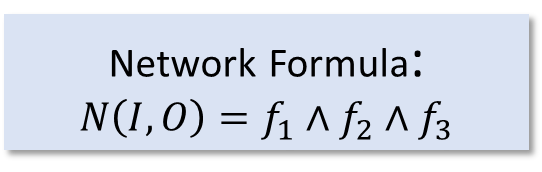 Network Formula:
N(I, O) = f₁ ∧ f₂ ∧ f₃